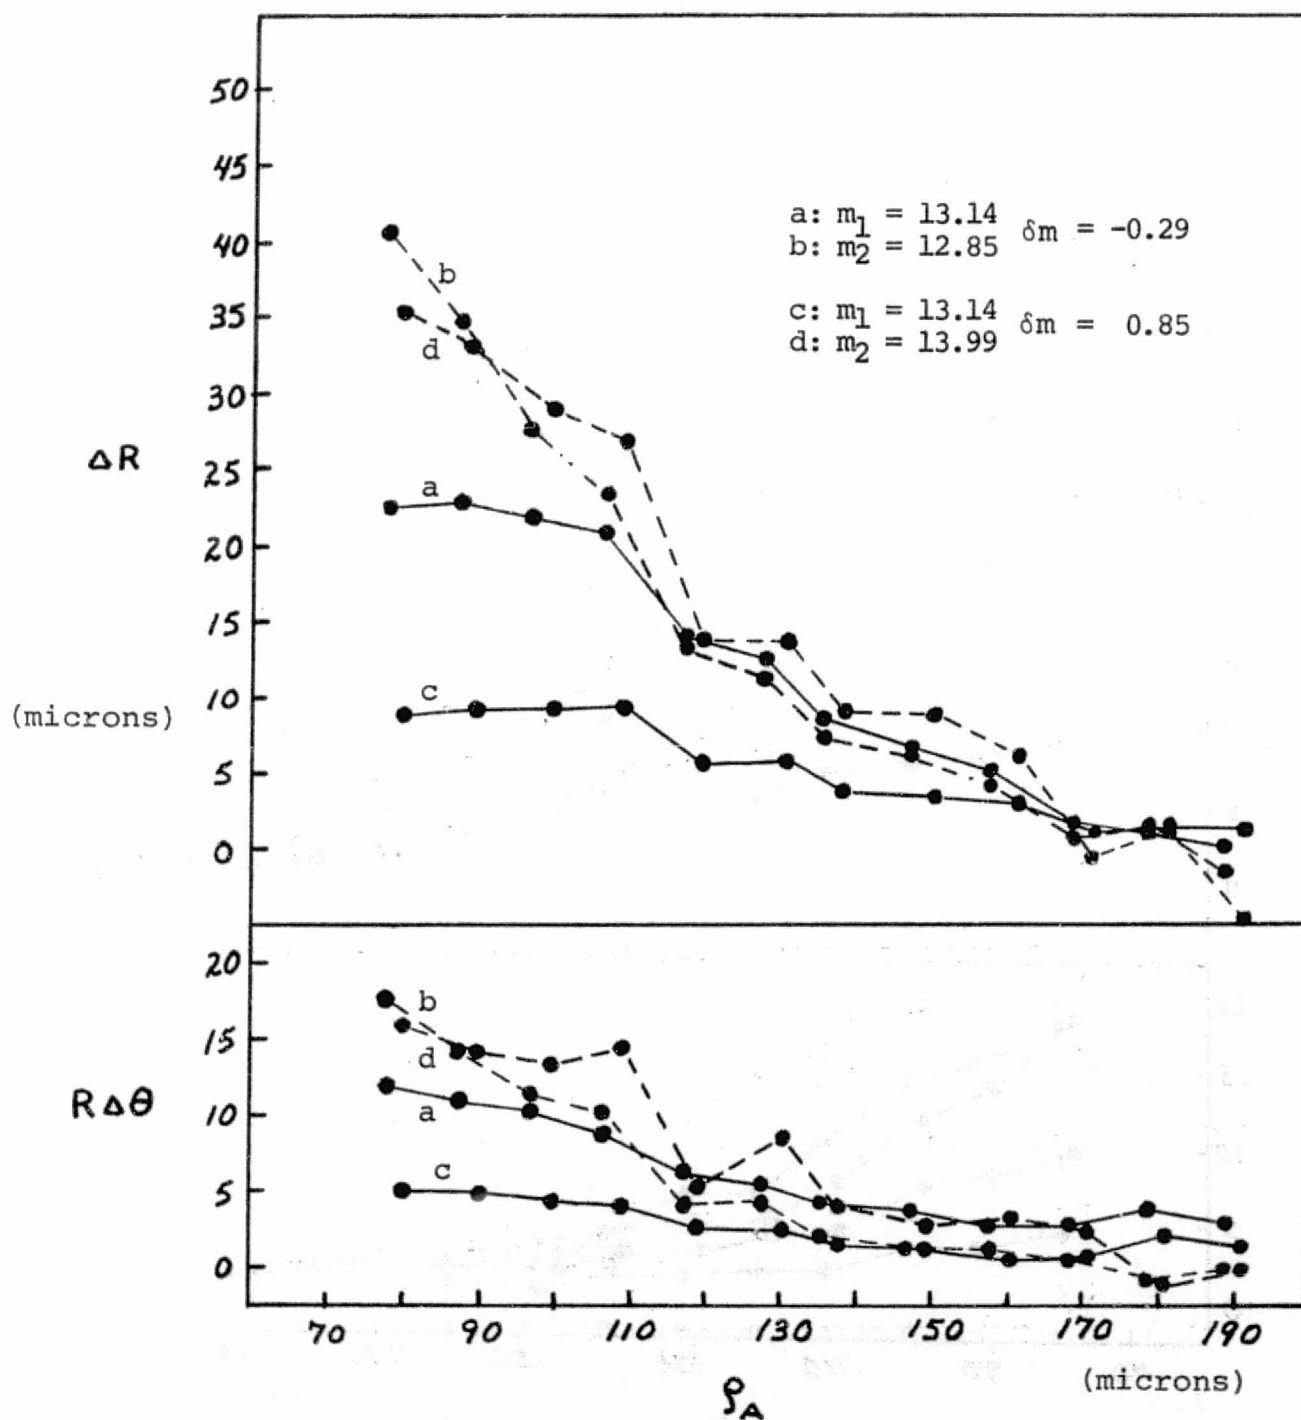 50
45
40
35
30
25
20
15
10
5
0
ΔR
(microns)
a: m1 = 13.14
b: m2 = 12.85
δm = -0.29
c: m1 = 13.14
d: m2 = 13.99
δm = 0.85
b
d
a
c
20
15
10
5
0
RΔθ
b
d
a
c
70 90 110 130 150 170 190
(microns)
ρA